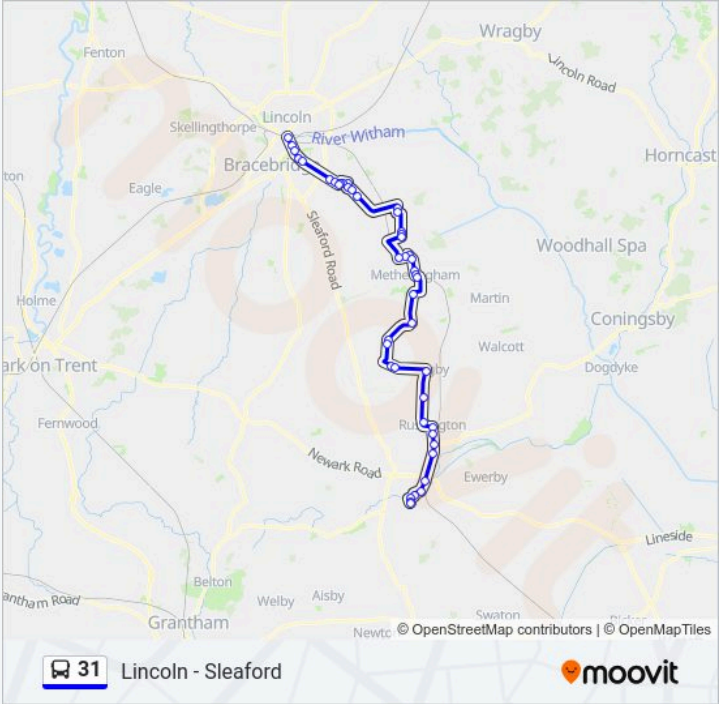 Wragby
Fenton
Lincoln Road
Lincoln
Skellingthorpe
River Witham
Horncast
Bracebridg
ton
Eagle
Sleaford Road
Woodhall Spa
Metheringham
Martin
Holme
Coningsby
Walcott
ark on Trent
gby
Dogdyke
Fernwood
Ruskington
Newark Road
Ewerby
Lineside
Belton
antham Road
Welby
Aisby
Swaton
Grantham
Newto
© OpenStreetMap contributors | © OpenMapTiles
31 Lincoln - Sleaford
moovit